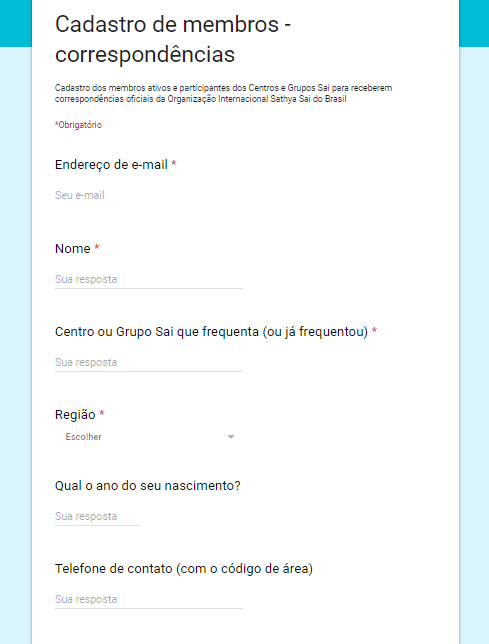 Cadastro de membros -
correspondências
Cadastro dos membros ativos e participantes dos Centros e Grupos Sai para receberem
correspondências oficiais da Organização Internacional Sathya Sai do Brasil
*Obrigatório
Endereço de e-mail *
Seu e-mail
Nome *
Sua resposta
Centro ou Grupo Sai que frequenta (ou já frequentou) *
Sua resposta
Região *
Escolher
Qual o ano do seu nascimento?
Sua resposta
Telefone de contato (com o código de área)
Sua resposta